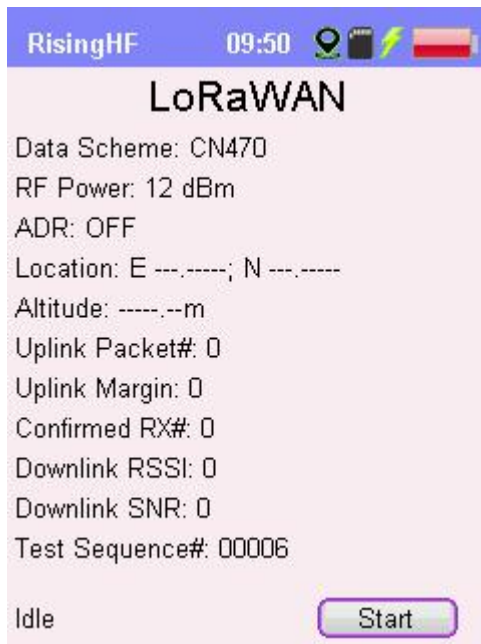 RisingHF 09:50
LoRaWAN
Data Scheme: CN470
RF Power: 12 dBm
ADR: OFF
Location: E ---.-----; N ---.-----
Altitude: -----.--m
Uplink Packet#: 0
Uplink Margin: 0
Confirmed RX#: 0
Downlink RSSI: 0
Downlink SNR: 0
Test Sequence#: 00006
Idle Start